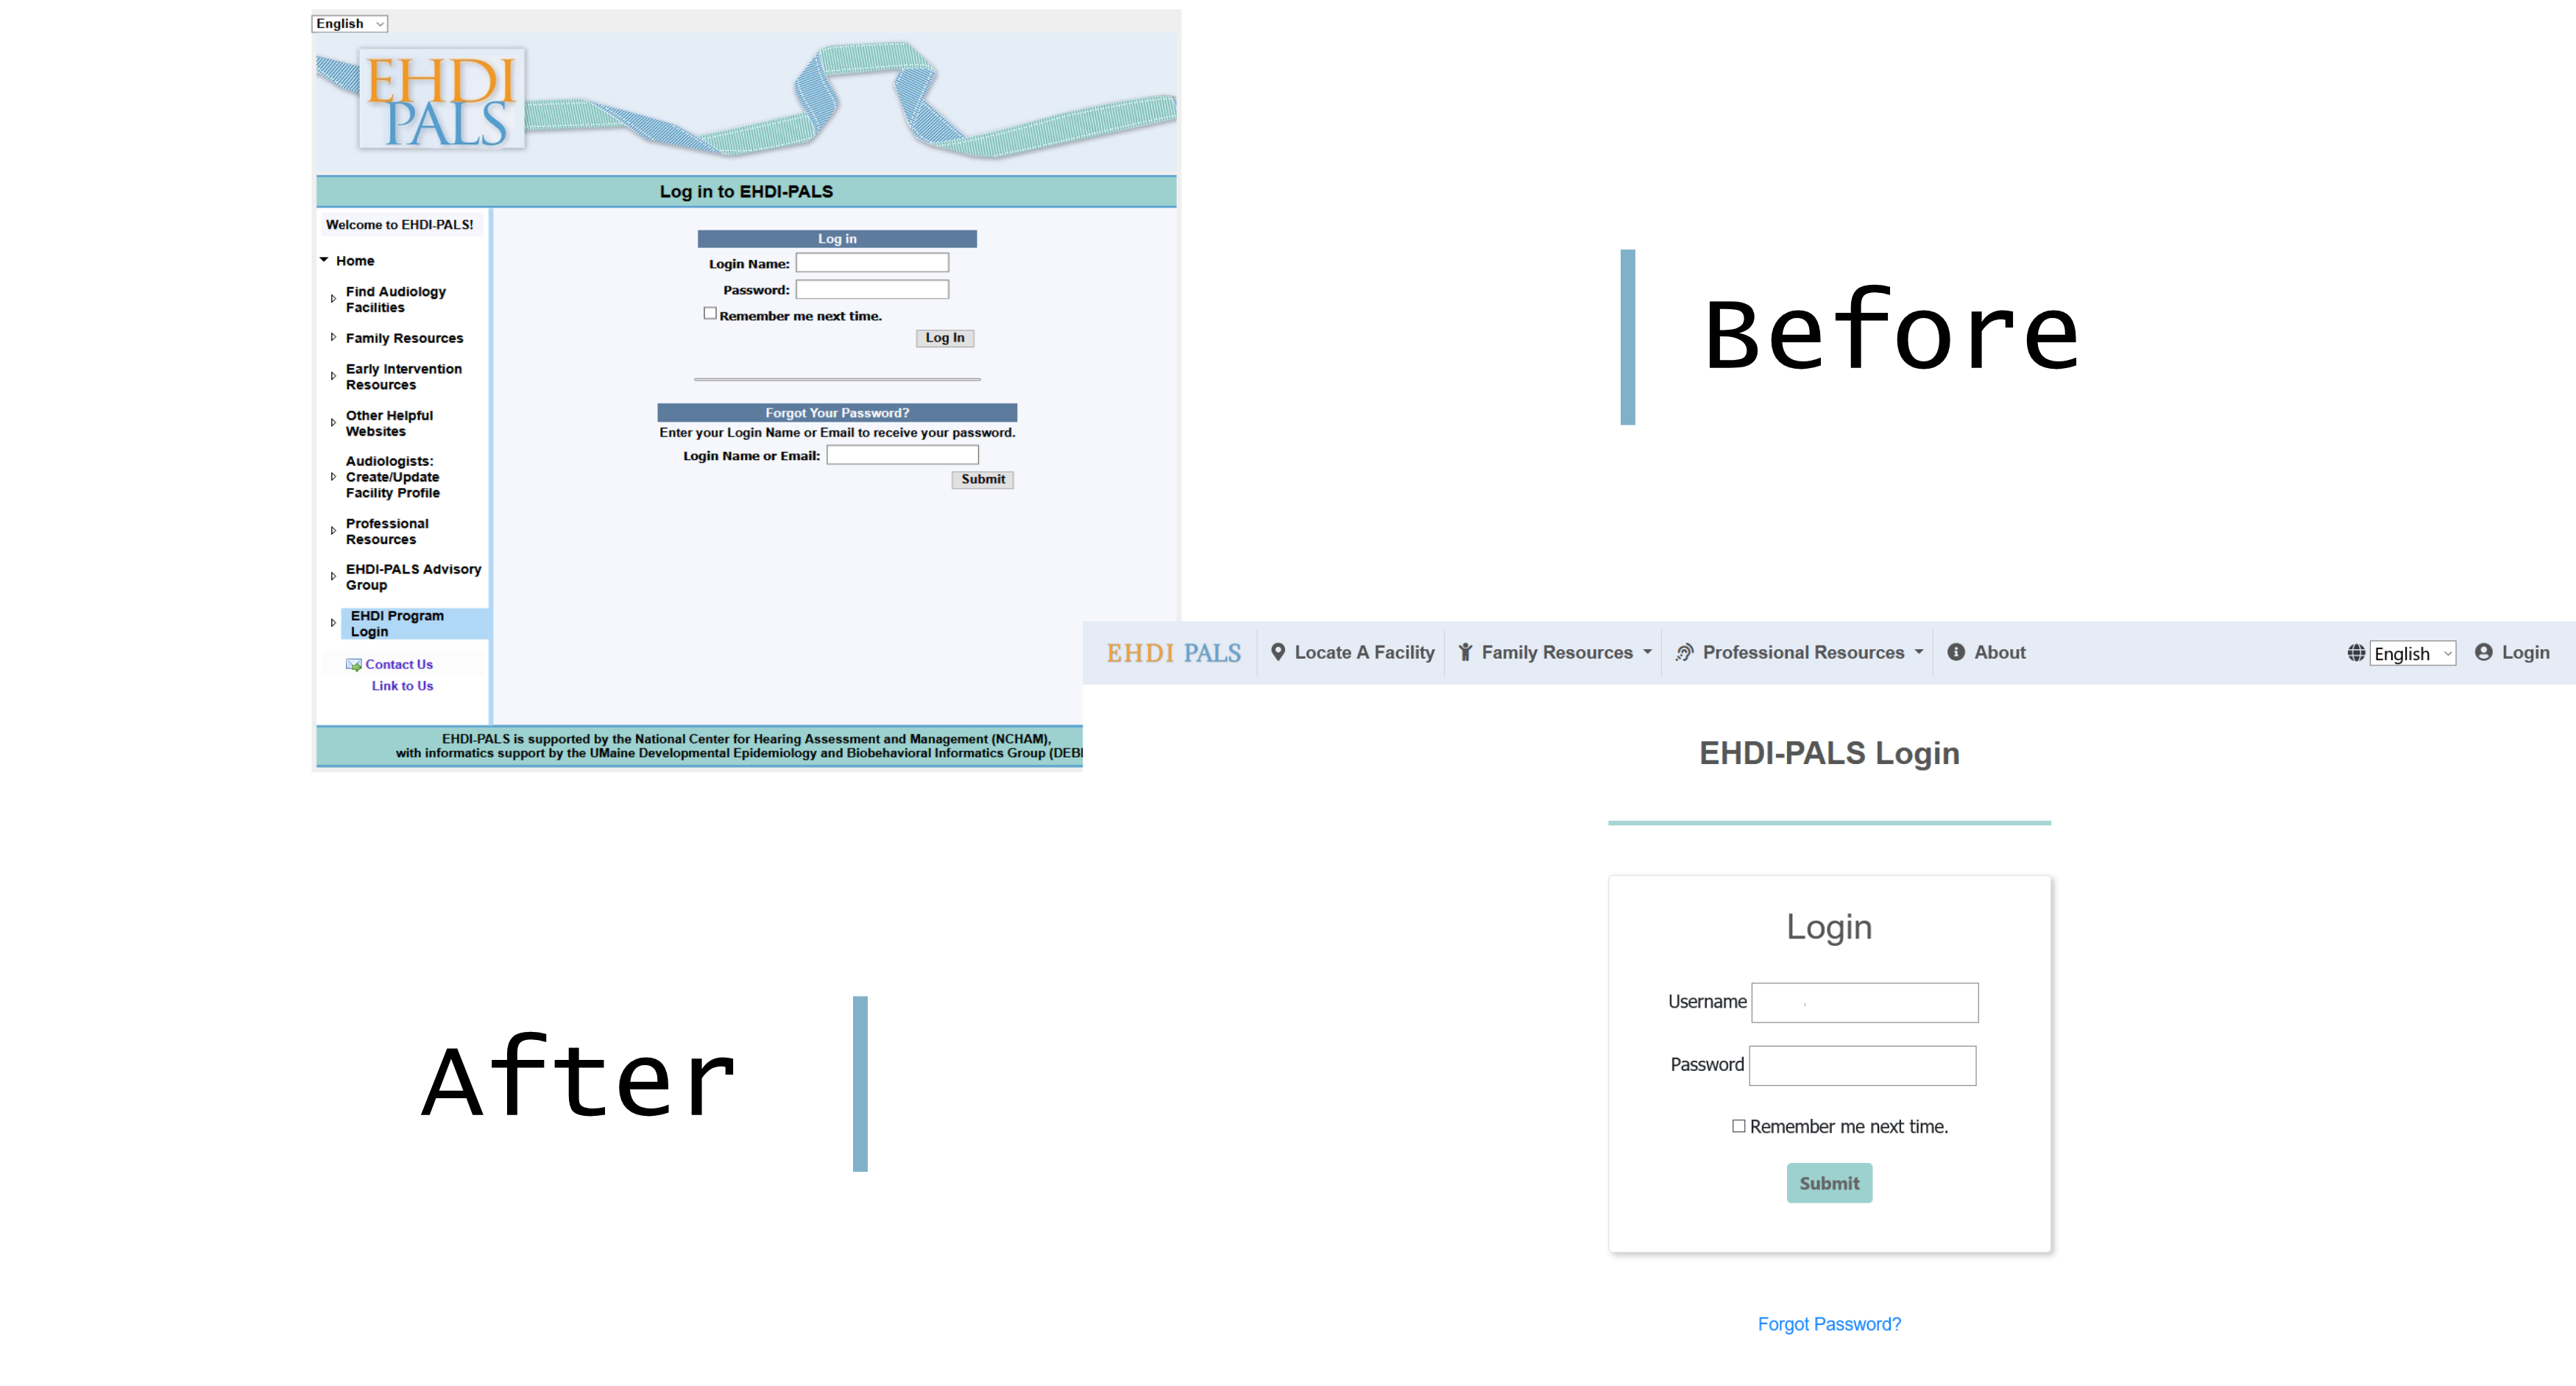 English
EHDI
PALS
Log in to EHDI-PALS
Welcome to EHDI-PALS!
Home
Find Audiology
Facilities
Family Resources
Early Intervention
Resources
Other Helpful
Websites
Audiologists:
Create/Update
Facility Profile
Professional
Resources
EHDI-PALS Advisory
Group
EHDI Program
Login
Contact Us
Link to Us
Log in
Login Name:
Password:
Remember me next time.
Log In
Forgot Your Password?
Enter your Login Name or Email to receive your password.
Login Name or Email:
Submit
EHDI-PALS is supported by the National Center for Hearing Assessment and Management (NCHAM),
with informatics support by the UMaine Developmental Epidemiology and Biobehavioral Informatics Group (DEBI
Before
EHDI PALS Locate A Facility Family Resources Professional Resources About English Login
EHDI-PALS Login
Login
Username
Password
Remember me next time.
Submit
Forgot Password?
After